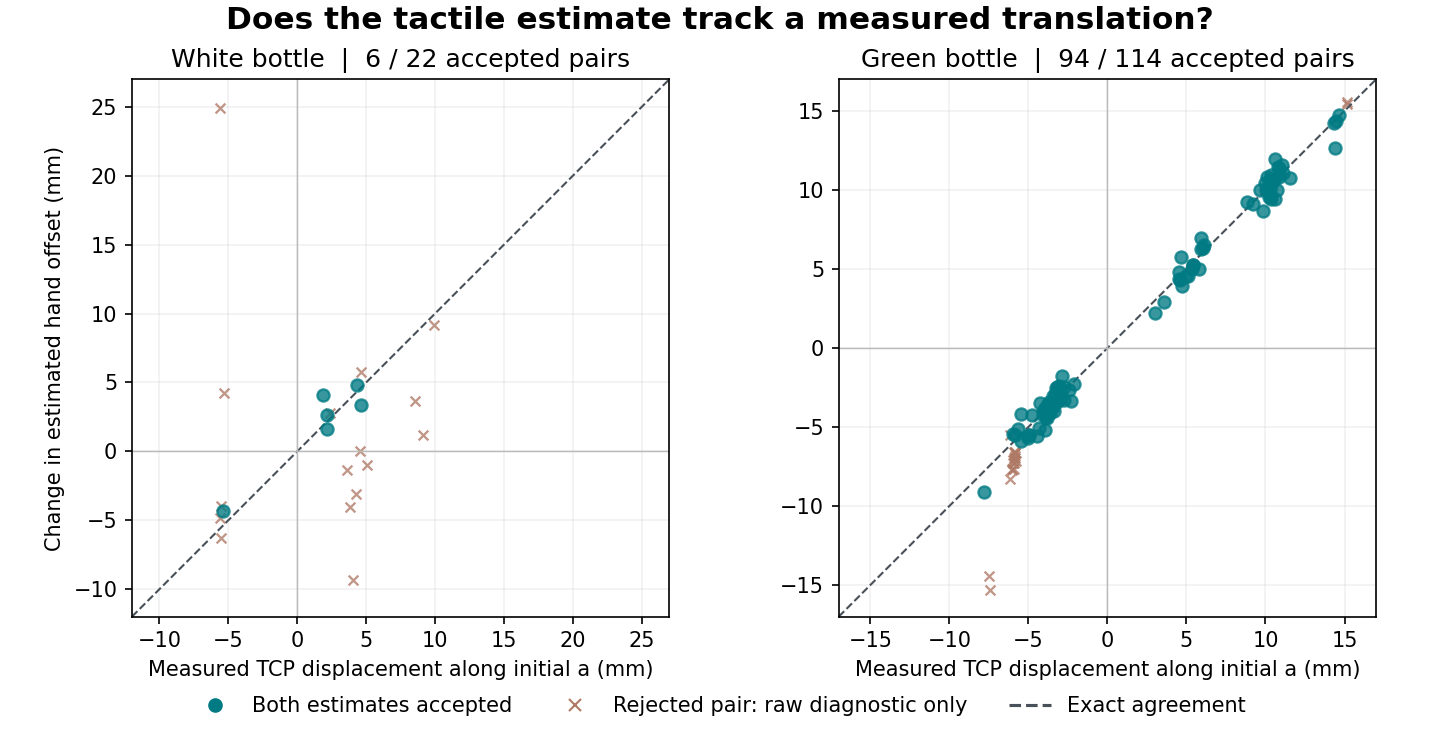 Does the tactile estimate track a measured translation?
White bottle | 6 / 22 accepted pairs
Green bottle | 94 / 114 accepted pairs
Change in estimated hand offset (mm)
25
20
15
10
5
0
−5
−10
−10 −5 0 5 10 15 20 25
Measured TCP displacement along initial a (mm)
15
10
5
0
−5
−10
−15
−15 −10 −5 0 5 10 15
Measured TCP displacement along initial a (mm)
Both estimates accepted
Rejected pair: raw diagnostic only
Exact agreement